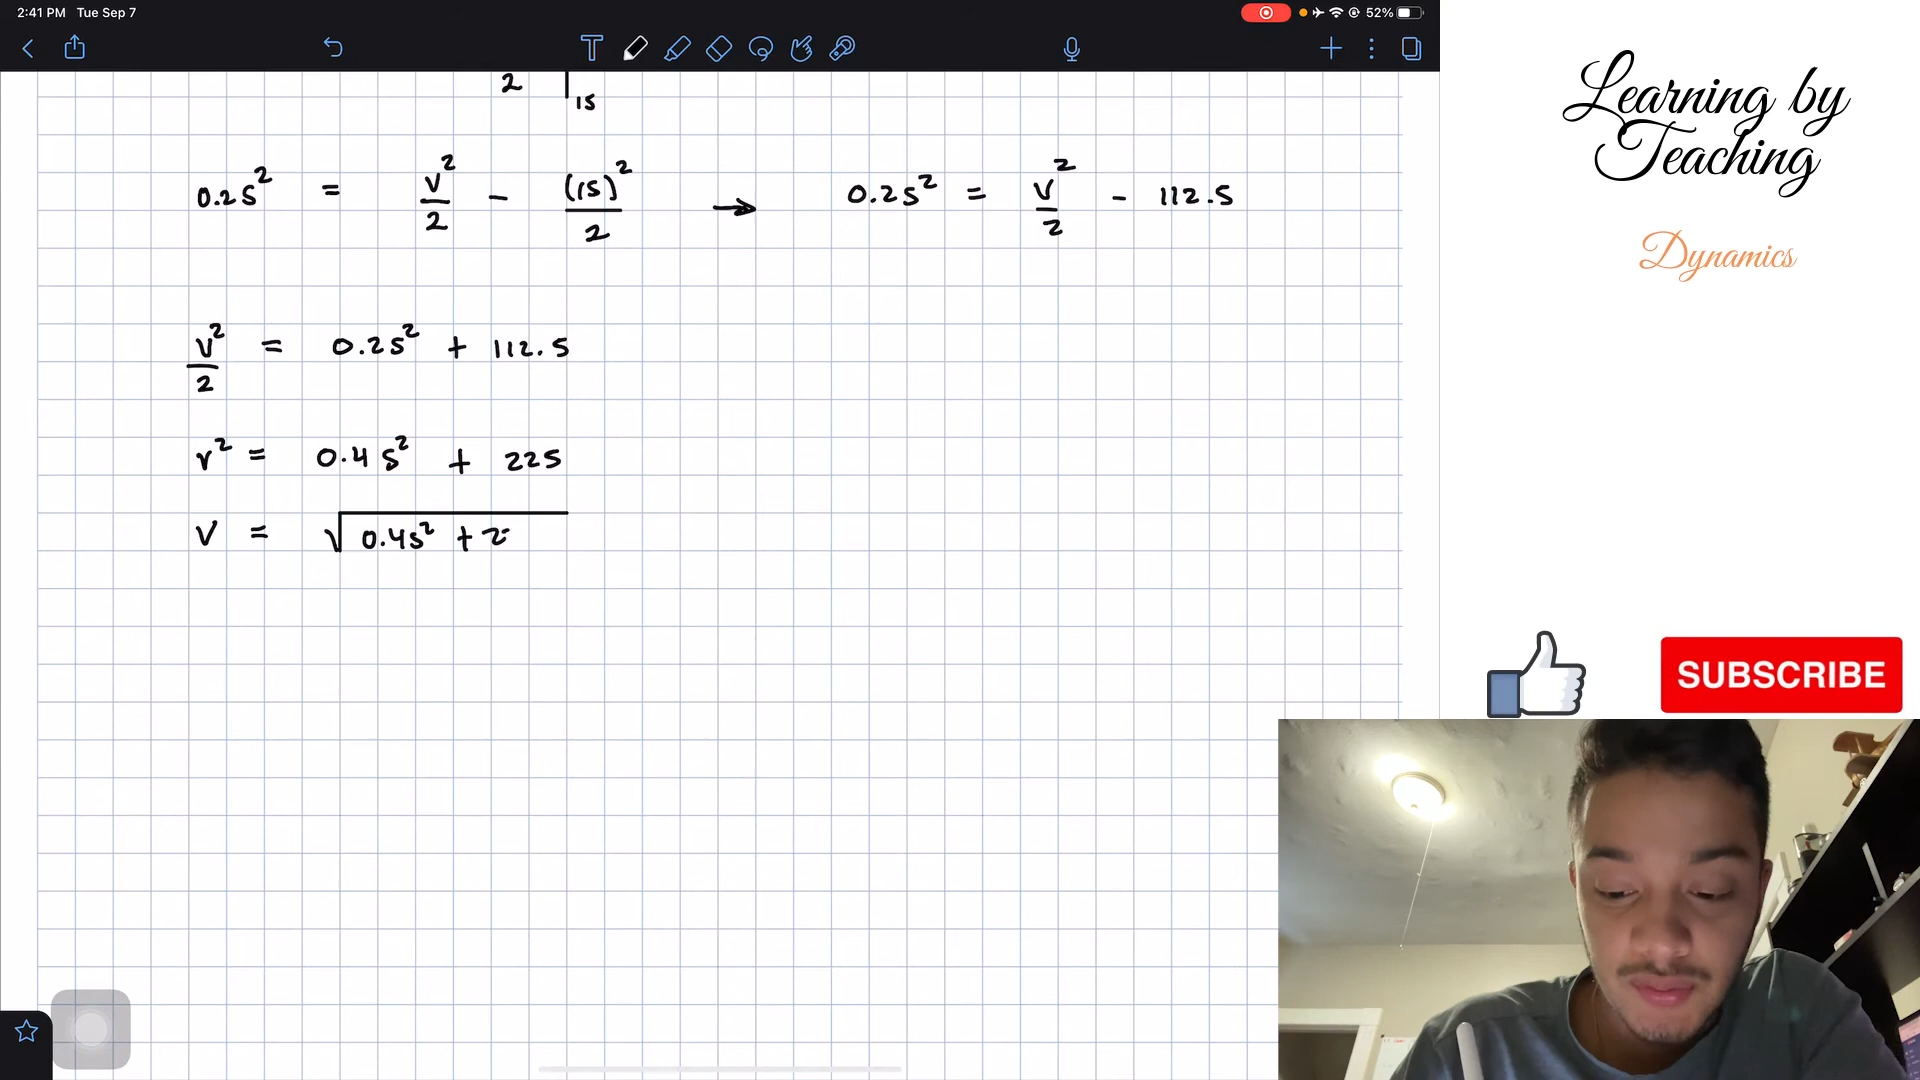 2:41 PM Tue Sep 7
52%
2 |₁₅
0.2s² = v²/2 - (15)²/2 → 0.2s² = v²/2 - 112.5
v²/2 = 0.2s² + 112.5
v² = 0.4s² + 225
v = √(0.4s² + 2
Learning by
Teaching
Dynamics
SUBSCRIBE